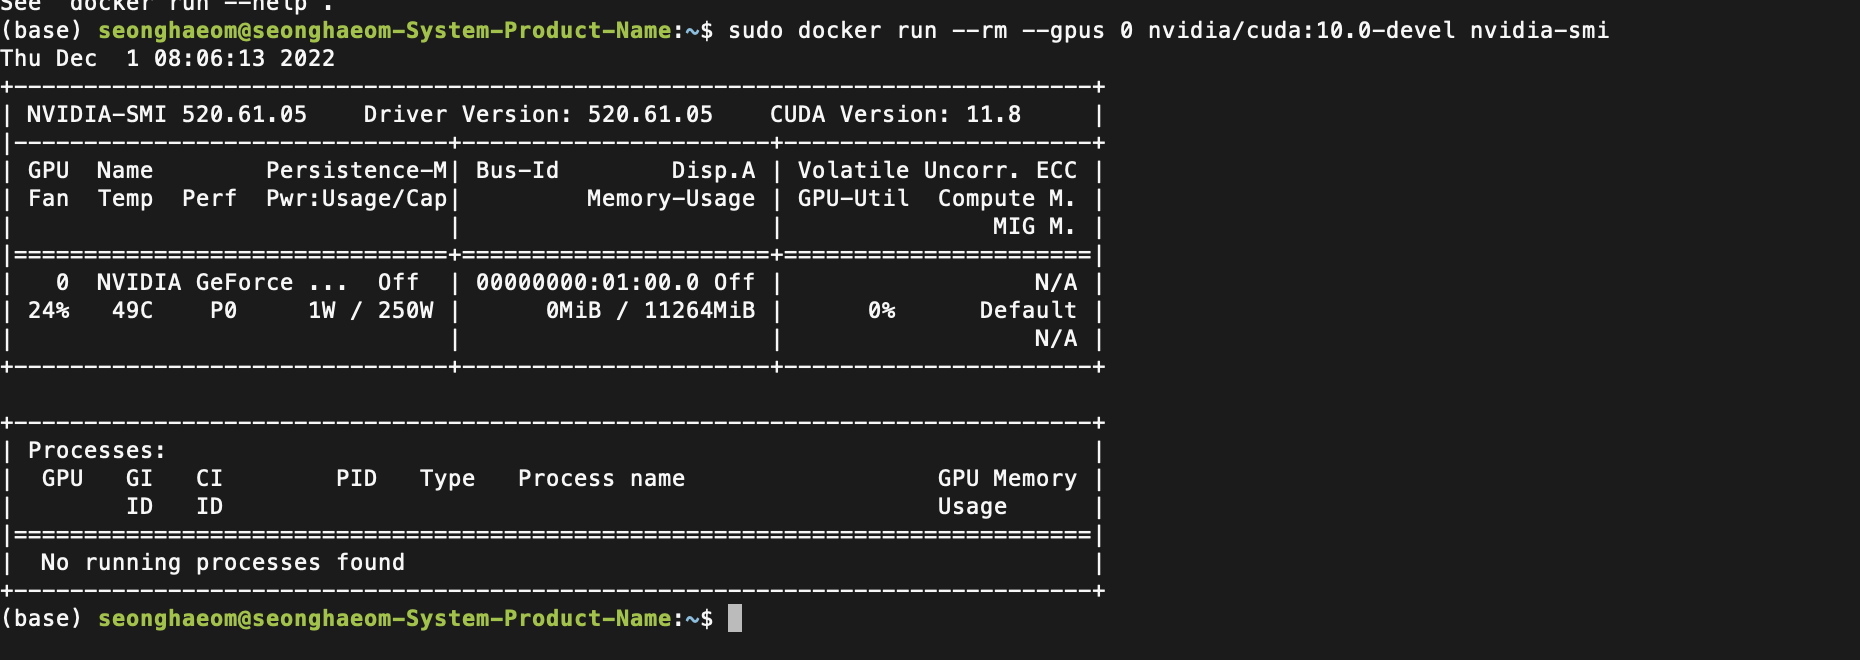 See 'docker run --help'.
(base) seonghaeom@seonghaeom-System-Product-Name:~$ sudo docker run --rm --gpus 0 nvidia/cuda:10.0-devel nvidia-smi
Thu Dec  1 08:06:13 2022
+-----------------------------------------------------------------------------+
| NVIDIA-SMI 520.61.05    Driver Version: 520.61.05    CUDA Version: 11.8     |
|-------------------------------+----------------------+----------------------+
| GPU  Name        Persistence-M| Bus-Id        Disp.A | Volatile Uncorr. ECC |
| Fan  Temp  Perf  Pwr:Usage/Cap|         Memory-Usage | GPU-Util  Compute M. |
|                               |                      |               MIG M. |
|===============================+======================+======================|
|   0  NVIDIA GeForce ...  Off  | 00000000:01:00.0 Off |                  N/A |
| 24%   49C    P0     1W / 250W |      0MiB / 11264MiB |      0%      Default |
|                               |                      |                  N/A |
+-------------------------------+----------------------+----------------------+

+-----------------------------------------------------------------------------+
| Processes:                                                                  |
|  GPU   GI   CI        PID   Type   Process name                  GPU Memory |
|        ID   ID                                                   Usage      |
|=============================================================================|
|  No running processes found                                                 |
+-----------------------------------------------------------------------------+
(base) seonghaeom@seonghaeom-System-Product-Name:~$